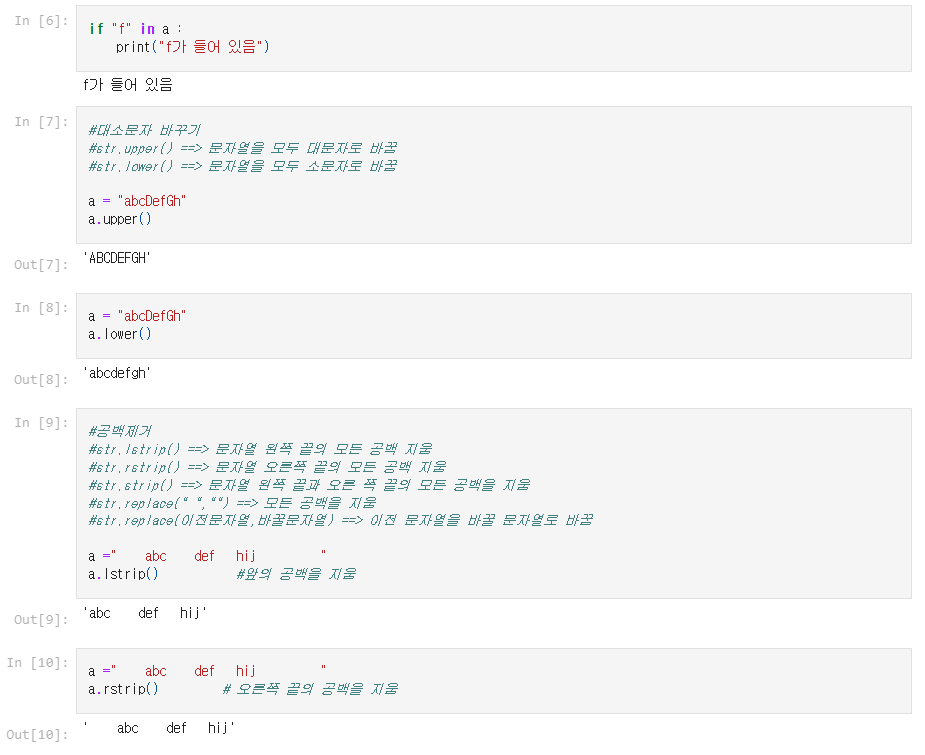 In [6]:
if "f" in a :
    print("f가 들어 있음")
f가 들어 있음
In [7]:
#대소문자 바꾸기
#str.upper() ==> 문자열을 모두 대문자로 바꿈
#str.lower() ==> 문자열을 모두 소문자로 바꿈
a = "abcDefGh"
a.upper()
Out[7]:
'ABCDEFGH'
In [8]:
a = "abcDefGh"
a.lower()
Out[8]:
'abcdefgh'
In [9]:
#공백제거
#str.lstrip() ==> 문자열 왼쪽 끝의 모든 공백 지움
#str.rstrip() ==> 문자열 오른쪽 끝의 모든 공백 지움
#str.strip() ==> 문자열 왼쪽 끝과 오른 쪽 끝의 모든 공백을 지움
#str.replace(" ","") ==> 모든 공백을 지움
#str.replace(이전문자열,바꿀문자열) ==> 이전 문자열을 바꿀 문자열로 바꿈
a ="    abc    def   hij         "
a.lstrip()           #앞의 공백을 지움
Out[9]:
'abc    def   hij'
In [10]:
a ="    abc    def   hij         "
a.rstrip()         # 오른쪽 끝의 공백을 지움
Out[10]:
'    abc    def   hij'